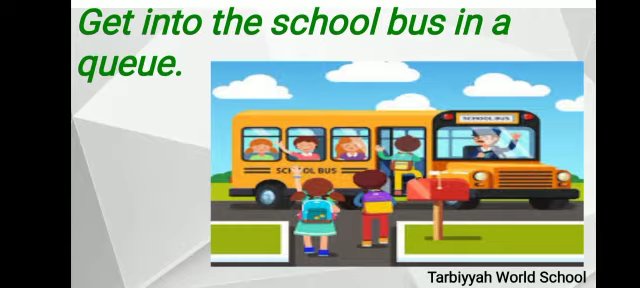 Get into the school bus in a
queue.
SCHOOL BUS
SCHOOL BUS
Tarbiyyah World School